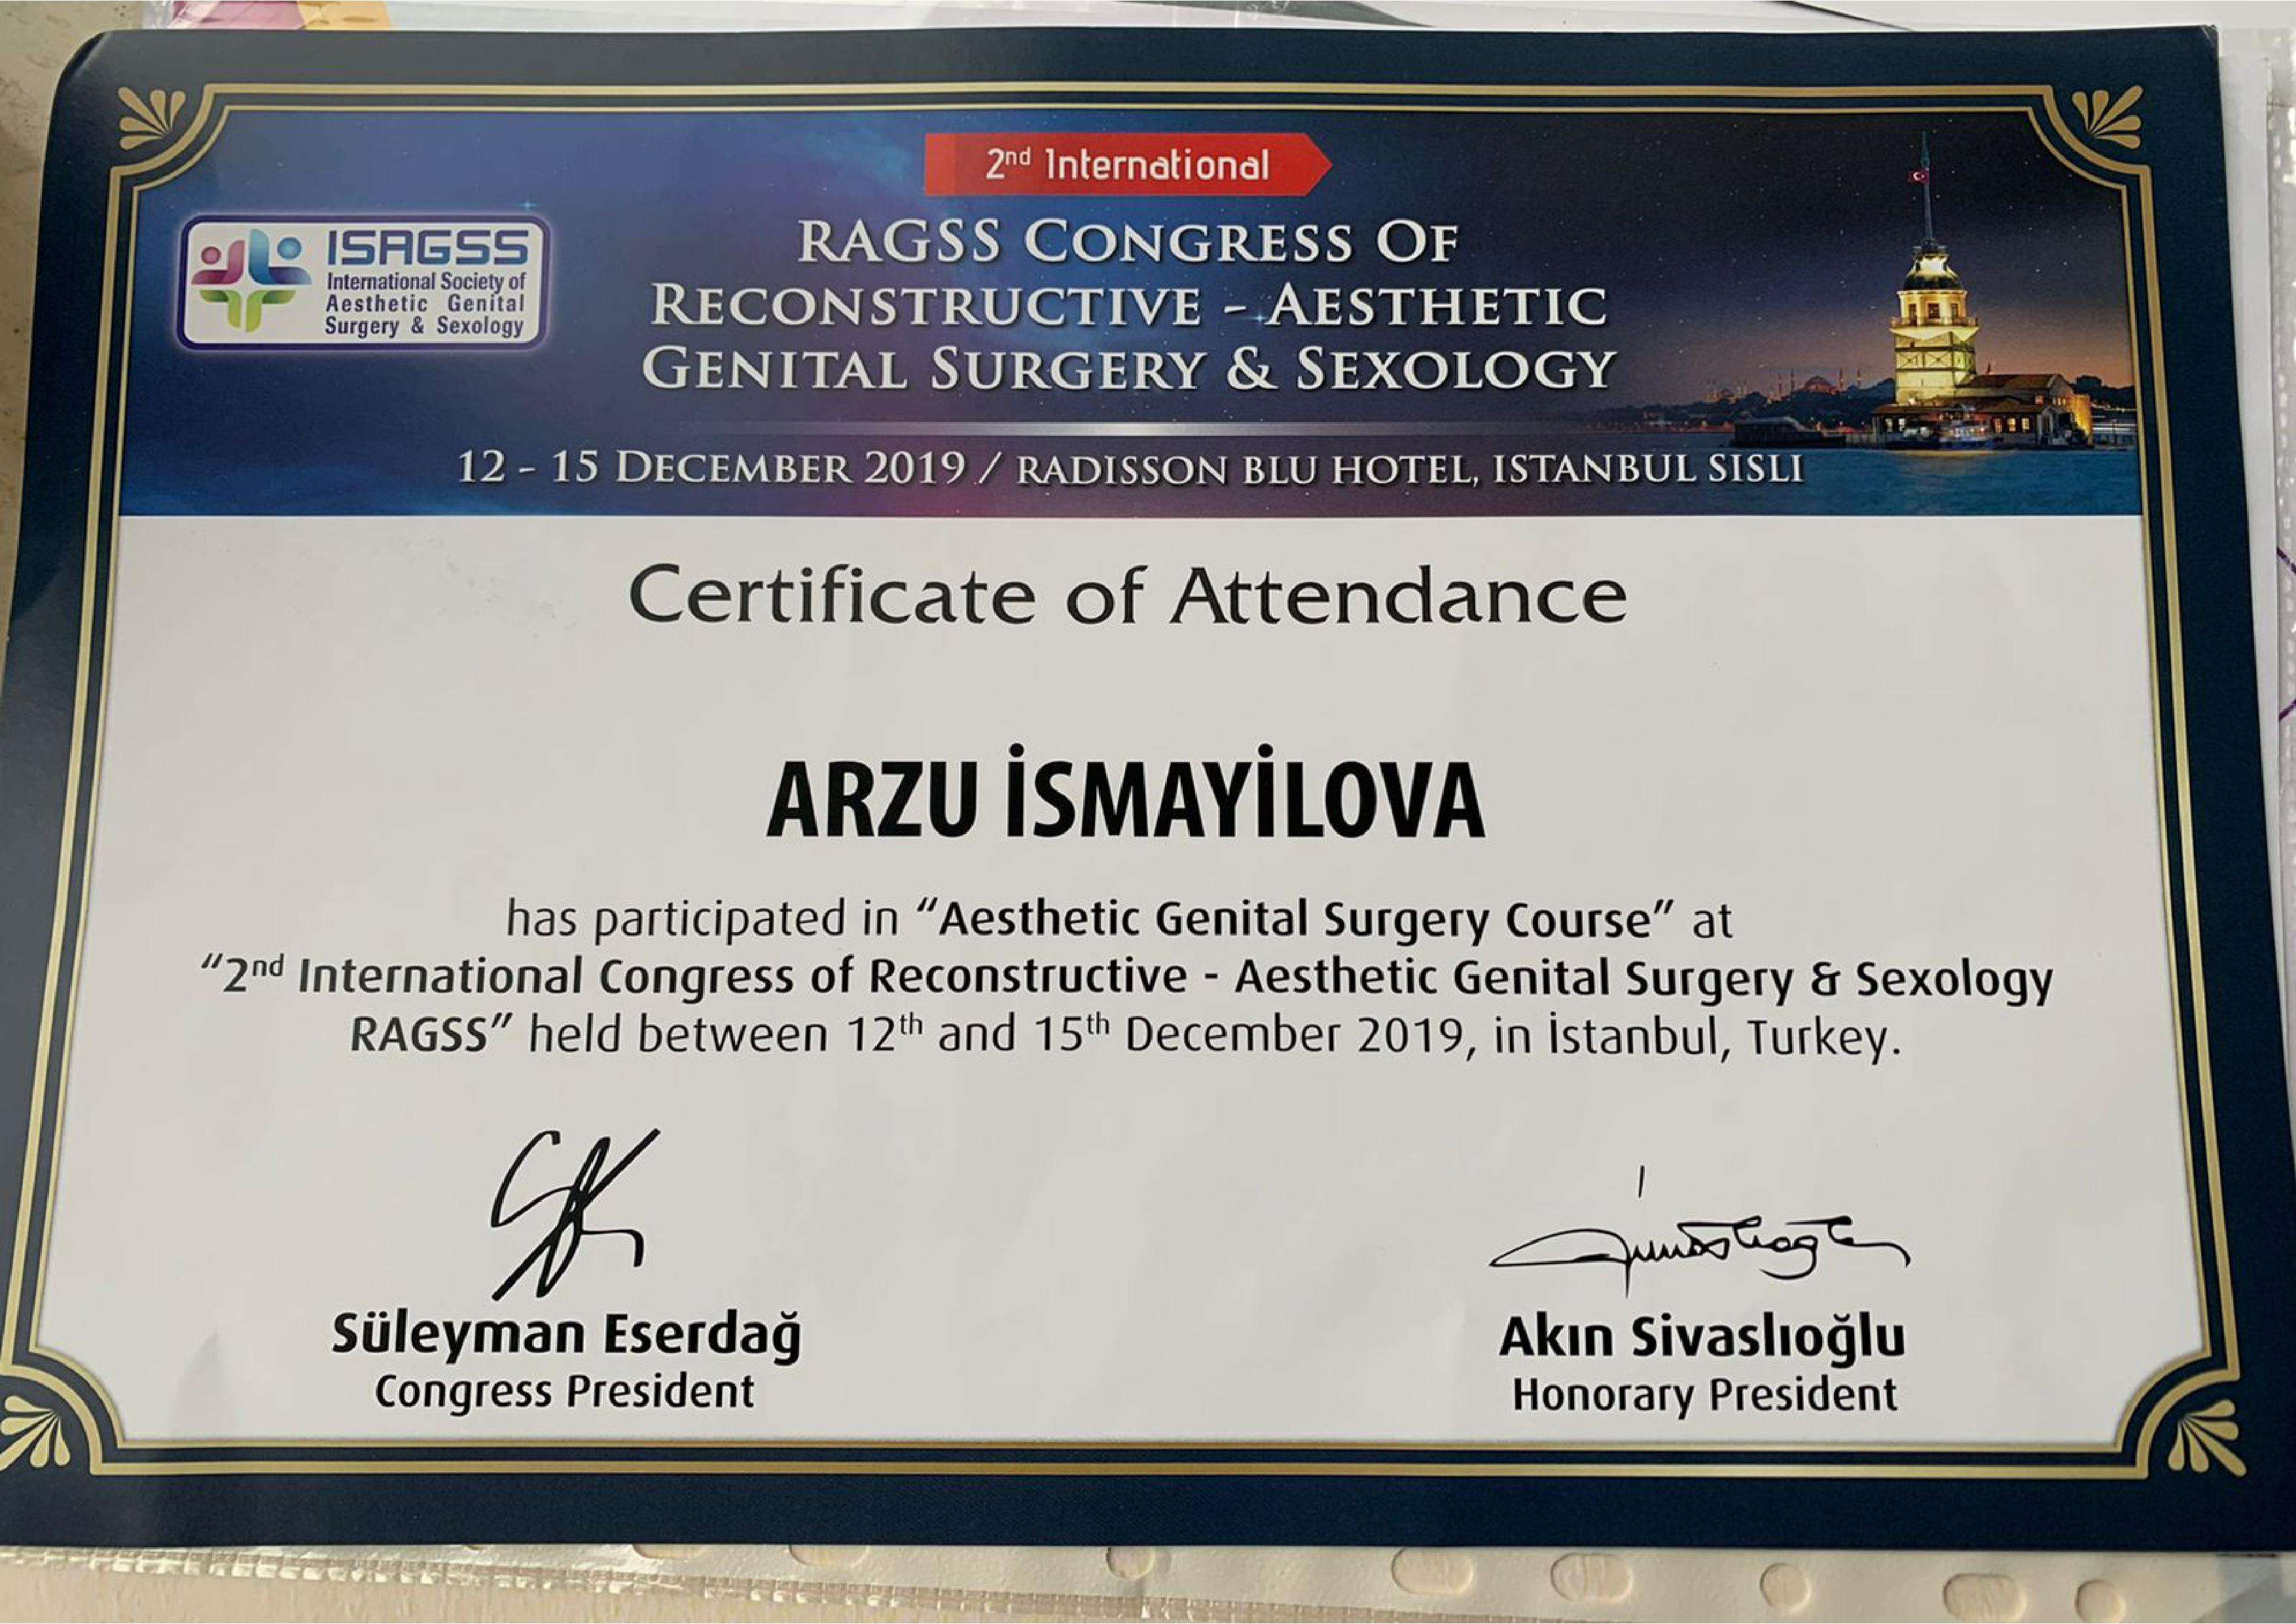 2nd International
ISAGSS
International Society of
Aesthetic Genital
Surgery & Sexology
RAGSS CONGRESS OF
RECONSTRUCTIVE - AESTHETIC
GENITAL SURGERY & SEXOLOGY
12 - 15 DECEMBER 2019 / RADISSON BLU HOTEL, ISTANBUL SISLI
Certificate of Attendance
ARZU İSMAYİLOVA
has participated in “Aesthetic Genital Surgery Course” at
“2nd International Congress of Reconstructive - Aesthetic Genital Surgery & Sexology
RAGSS” held between 12th and 15th December 2019, in İstanbul, Turkey.
Süleyman Eserdağ
Congress President
Akın Sivaslıoğlu
Honorary President